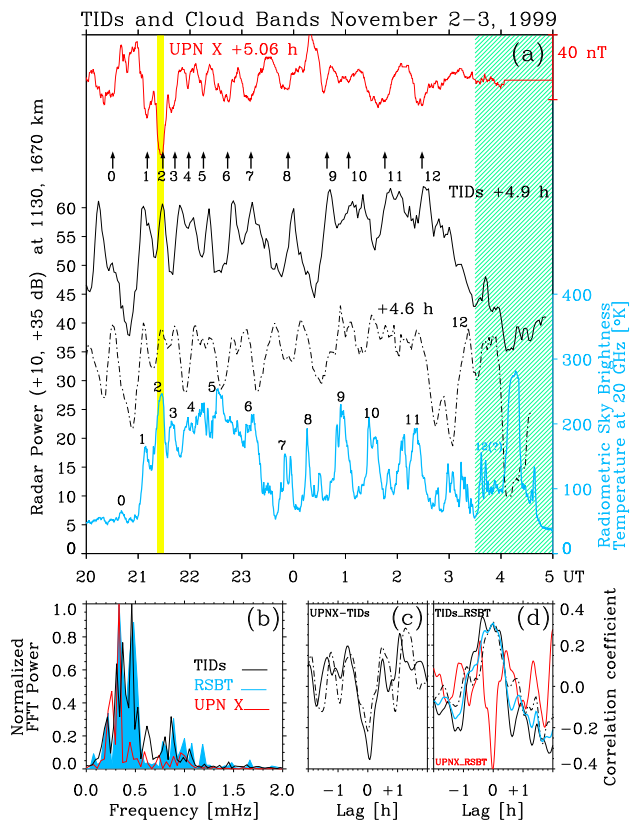 TIDs and Cloud Bands November 2-3, 1999
UPN X +5.06 h
(a)
40 nT
0 1 2 3 4 5 6 7 8 9 10 11 12
TIDs +4.9 h
+4.6 h
12
Radar Power (+10, +35 dB) at 1130, 1670 km
60
55
50
45
40
35
30
25
20
15
10
5
0
400
300
200
100
0
Radiometric Sky Brightness
Temperature at 20 GHz [ºK]
0 1 2 3 4 5 6 7 8 9 10 11 12(?)
20 21 22 23 0 1 2 3 4 5 UT
(b)
Normalized
FFT Power
1.0
0.8
0.6
0.4
0.2
0.0
TIDs
RSBT
UPN X
0.0 0.5 1.0 1.5 2.0
Frequency [mHz]
UPNX-TIDs
(c)
-1 0 +1
Lag [h]
TIDs_RSBT
(d)
UPNX_RSBT
-1 0 +1
Lag [h]
0.4
0.2
0.0
-0.2
-0.4
Correlation coefficient